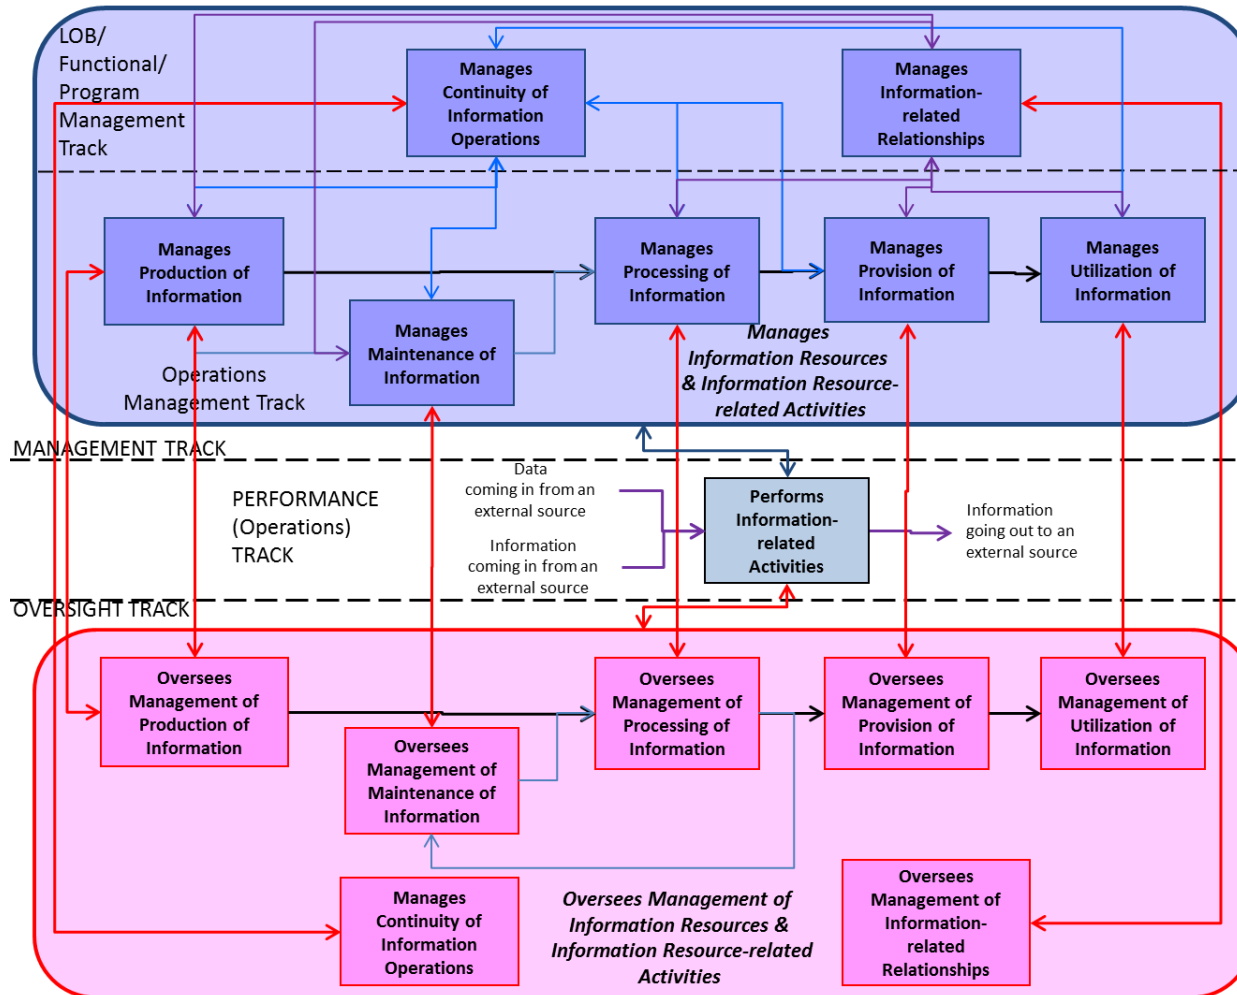 LOB/
Functional/
Program
Management
Track
Manages
Continuity of
Information
Operations
Manages
Information-
related
Relationships
Manages
Production of
Information
Manages
Processing of
Information
Manages
Provision of
Information
Manages
Utilization of
Information
Manages
Maintenance of
Information
Manages
Information Resources
& Information Resource-
related Activities
Operations
Management Track
MANAGEMENT TRACK
PERFORMANCE
(Operations)
TRACK
Data
coming in from an
external source
Information
coming in from an
external source
Performs
Information-
related
Activities
Information
going out to an
external source
OVERSIGHT TRACK
Oversees
Management of
Production of
Information
Oversees
Management of
Processing of
Information
Oversees
Management of
Provision of
Information
Oversees
Management of
Utilization of
Information
Oversees
Management of
Maintenance of
Information
Manages
Continuity of
Information
Operations
Oversees Management of
Information Resources &
Information Resource-related
Activities
Oversees
Management of
Information-
related
Relationships